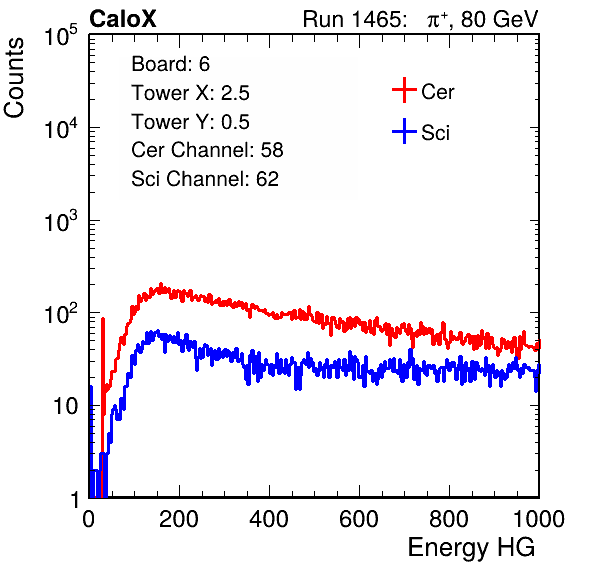 CaloX Run 1465: π⁺, 80 GeV
Counts
10⁵
10⁴
10³
10²
10
1
Board: 6
Tower X: 2.5
Tower Y: 0.5
Cer Channel: 58
Sci Channel: 62
Cer
Sci
0 200 400 600 800 1000
Energy HG